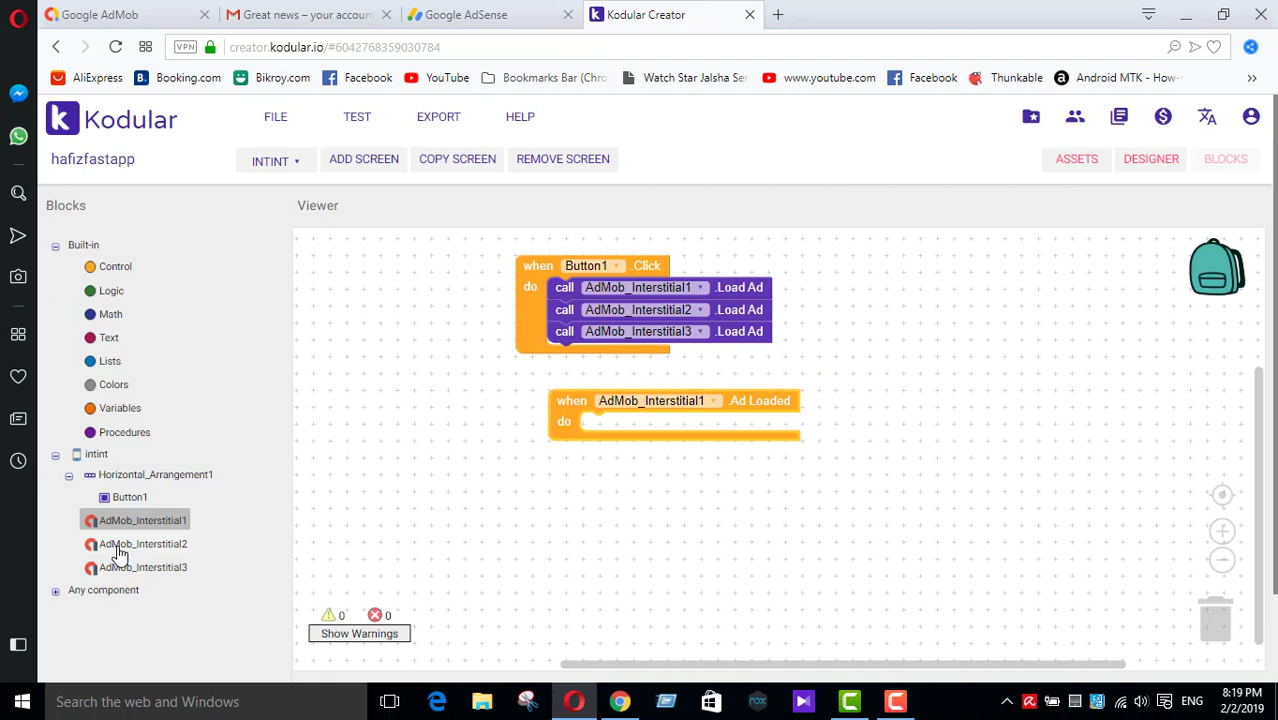 Google AdMob
Great news – your account
Google AdSense
Kodular Creator
VPN
creator.kodular.io/#6042768359030784
AliExpress
Booking.com
Bikroy.com
Facebook
YouTube
Bookmarks Bar (Chro
Watch Star Jalsha Ser
www.youtube.com
Facebook
Thunkable
Android MTK - How-
Kodular
FILE
TEST
EXPORT
HELP
hafizfastapp
INTINT
ADD SCREEN
COPY SCREEN
REMOVE SCREEN
ASSETS
DESIGNER
BLOCKS
Blocks
Viewer
Built-in
Control
Logic
Math
Text
Lists
Colors
Variables
Procedures
intint
Horizontal_Arrangement1
Button1
AdMob_Interstitial1
AdMob_Interstitial2
AdMob_Interstitial3
Any component
when Button1 .Click
do call AdMob_Interstitial1 .Load Ad
call AdMob_Interstitial2 .Load Ad
call AdMob_Interstitial3 .Load Ad
when AdMob_Interstitial1 .Ad Loaded
do
0 0
Show Warnings
Search the web and Windows
ENG
8:19 PM
2/2/2019